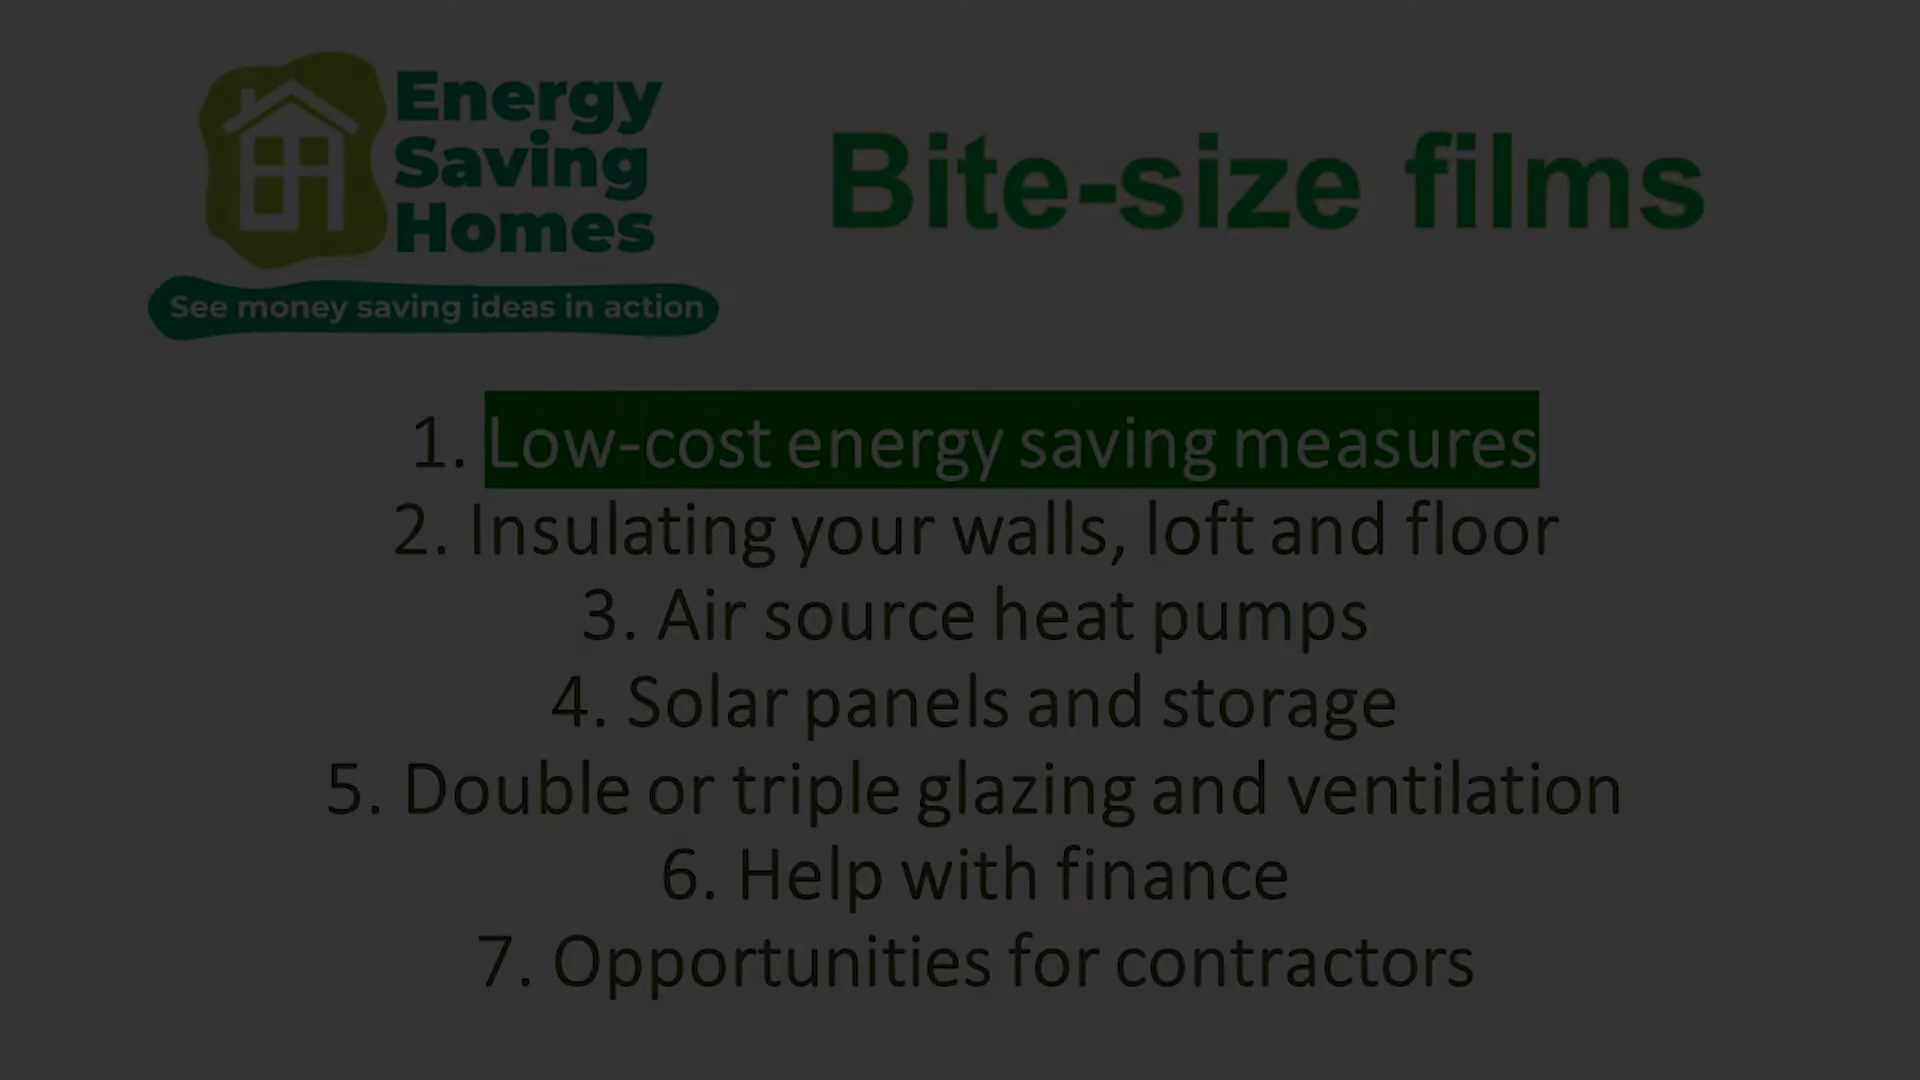 Energy
Saving
Homes
See money saving ideas in action
Bite-size films
1. Low-cost energy saving measures
2. Insulating your walls, loft and floor
3. Air source heat pumps
4. Solar panels and storage
5. Double or triple glazing and ventilation
6. Help with finance
7. Opportunities for contractors